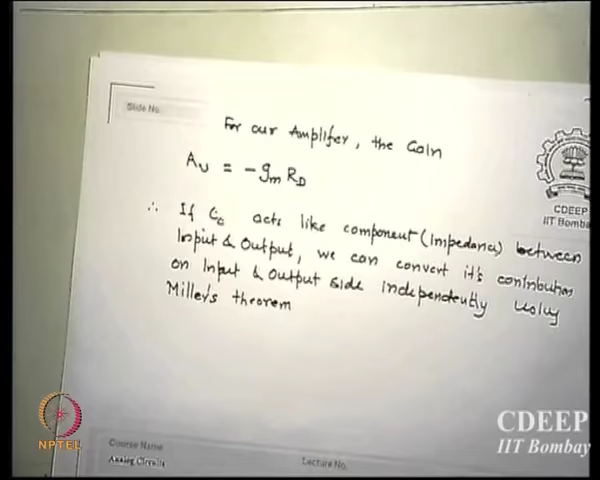 Slide No.
For our Amplifier, the Gain
Av = -gm RD
∴ If Cc acts like component (impedance) between
Input & Output, we can convert it's contribution
on Input & Output side independently using
Miller's theorem
CDEEP
IIT Bombay
NPTEL
CDEEP
IIT Bombay
Course Name
Analog Circuits
Lecture No.